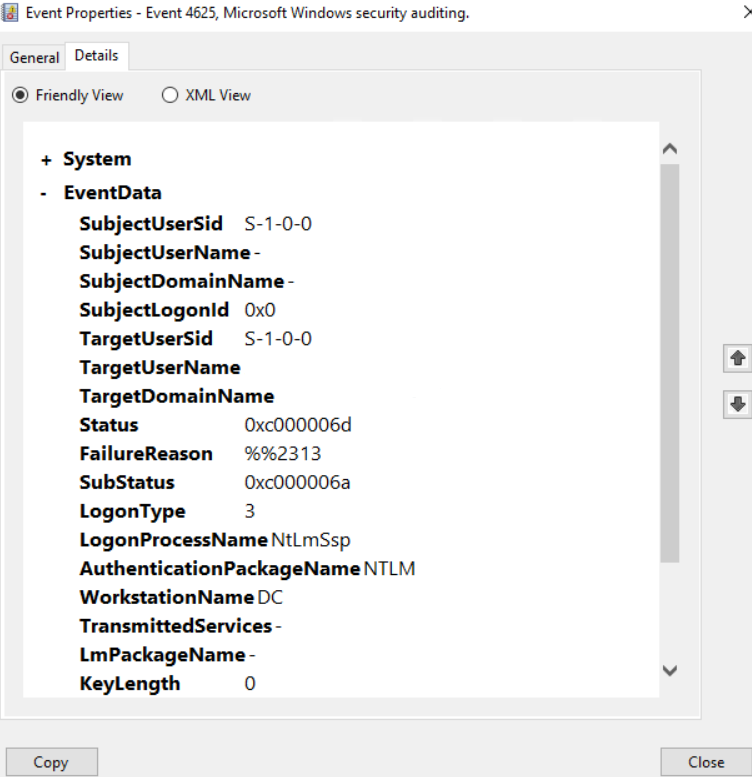 Event Properties - Event 4625, Microsoft Windows security auditing.
General Details
Friendly View XML View
+ System
- EventData
SubjectUserSid S-1-0-0
SubjectUserName -
SubjectDomainName -
SubjectLogonId 0x0
TargetUserSid S-1-0-0
TargetUserName
TargetDomainName
Status 0xc000006d
FailureReason %%2313
SubStatus 0xc000006a
LogonType 3
LogonProcessName NtLmSsp
AuthenticationPackageName NTLM
WorkstationName DC
TransmittedServices -
LmPackageName -
KeyLength 0
Copy Close